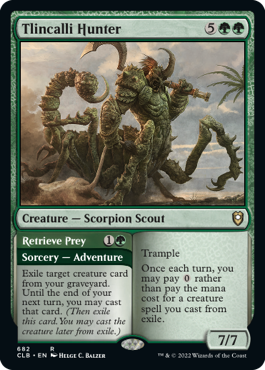 Tlincalli Hunter 5
Creature — Scorpion Scout
Retrieve Prey 1
Sorcery — Adventure
Exile target creature card
from your graveyard.
Until the end of your
next turn, you may cast
that card. (Then exile
this card. You may cast the
creature later from exile.)
Trample
Once each turn, you
may pay 0 rather
than pay the mana
cost for a creature
spell you cast from
exile.
7/7
682 R
CLB • EN HELGE C. BALZER
™ & © 2022 Wizards of the Coast